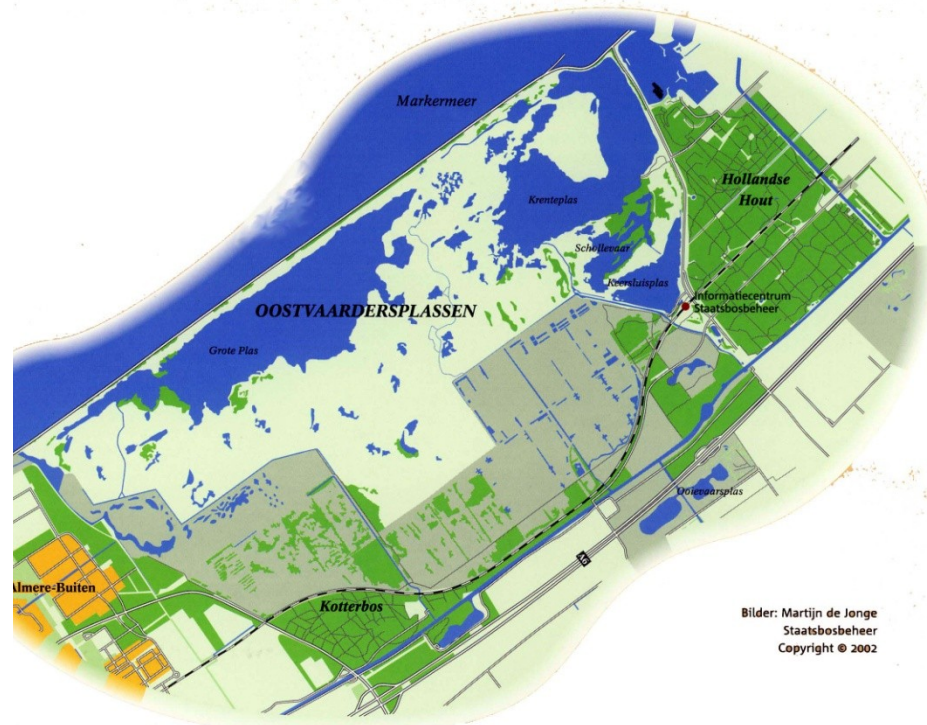 Markermeer
Hollandse
Hout
Krenteplas
Schollevaar
Keersluisplas
Informatiecentrum
Staatsbosbeheer
OOSTVAARDERSPLASSEN
Grote Plas
Ooievaarsplas
A6
Almere-Buiten
Kotterbos
Bilder: Martijn de Jonge
Staatsbosbeheer
Copyright © 2002